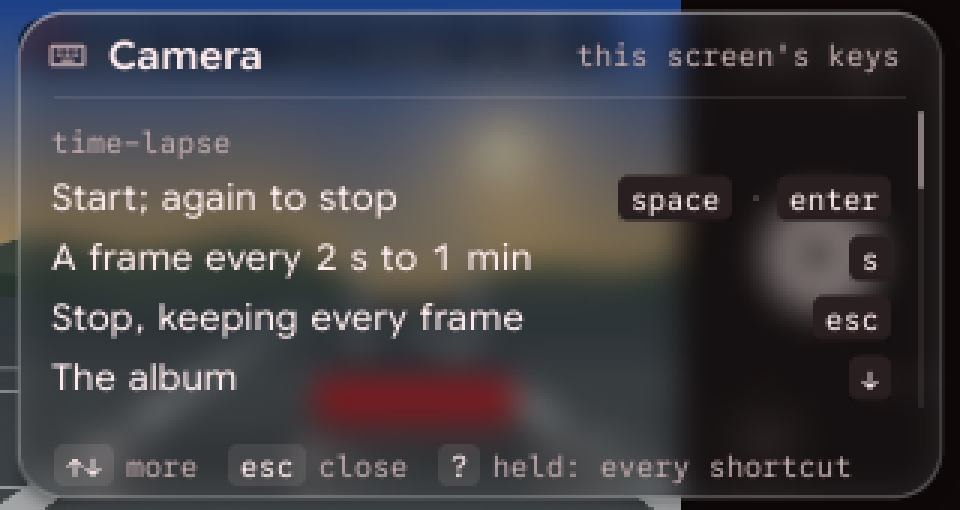 Camera this screen's keys
time-lapse
Start; again to stop space · enter
A frame every 2 s to 1 min s
Stop, keeping every frame esc
The album ↓
↑↓ more esc close ? held: every shortcut